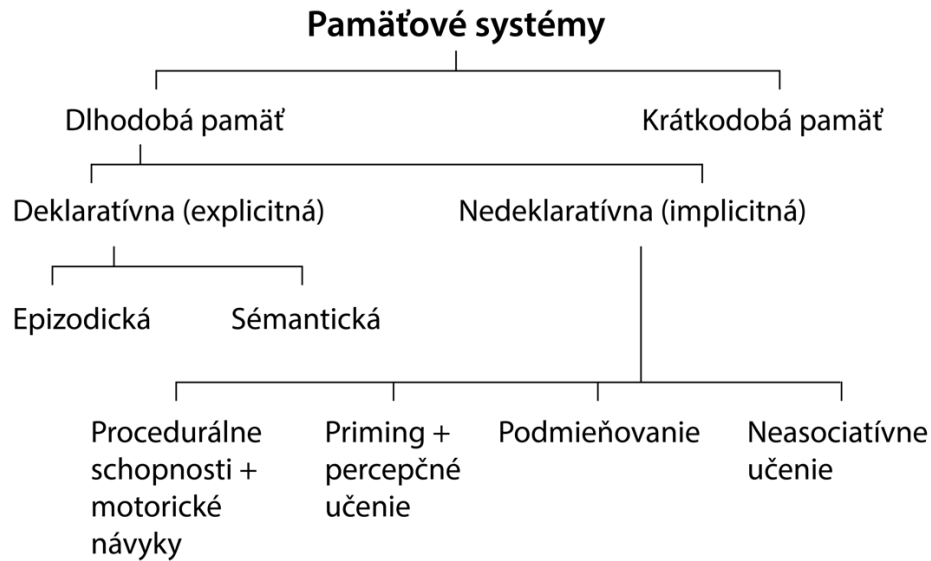 Pamäťové systémy
Dlhodobá pamäť
Krátkodobá pamäť
Deklaratívna (explicitná)
Nedeklaratívna (implicitná)
Epizodická
Sémantická
Procedurálne
schopnosti +
motorické
návyky
Priming +
percepčné
učenie
Podmieňovanie
Neasociatívne
učenie